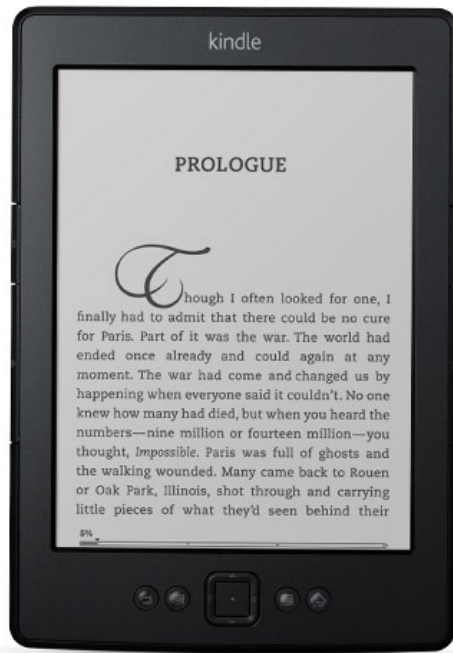 kindle
PROLOGUE
Though I often looked for one, I
finally had to admit that there could be no cure
for Paris. Part of it was the war. The world had
ended once already and could again at any
moment. The war had come and changed us by
happening when everyone said it couldn't. No one
knew how many had died, but when you heard the
numbers—nine million or fourteen million—you
thought, Impossible. Paris was full of ghosts and
the walking wounded. Many came back to Rouen
or Oak Park, Illinois, shot through and carrying
little pieces of what they'd seen behind their
5%